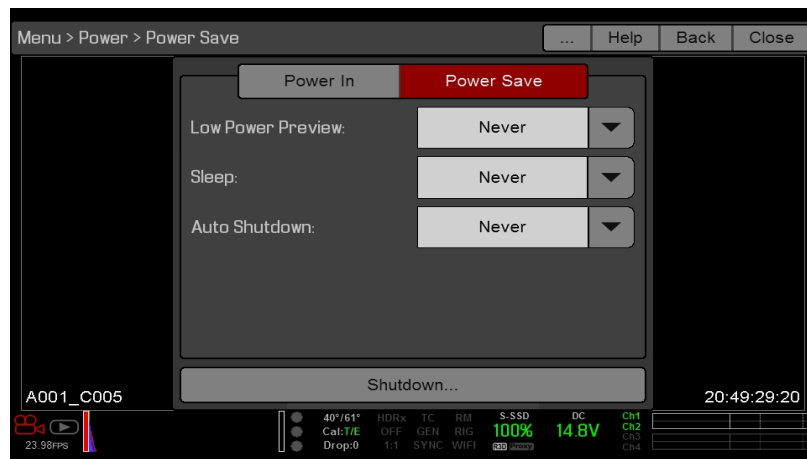 Menu > Power > Power Save
... Help Back Close
Power In Power Save
Low Power Preview: Never
Sleep: Never
Auto Shutdown: Never
Shutdown...
A001_C005 20:49:29:20
40°/61° HDRx TC RM S-SSD DC Ch1
Cal:T/E OFF GEN RIG 100% 14.8V Ch2
23.98FPS Drop:0 1:1 SYNC WIFI R3D Proxy Ch3
Ch4